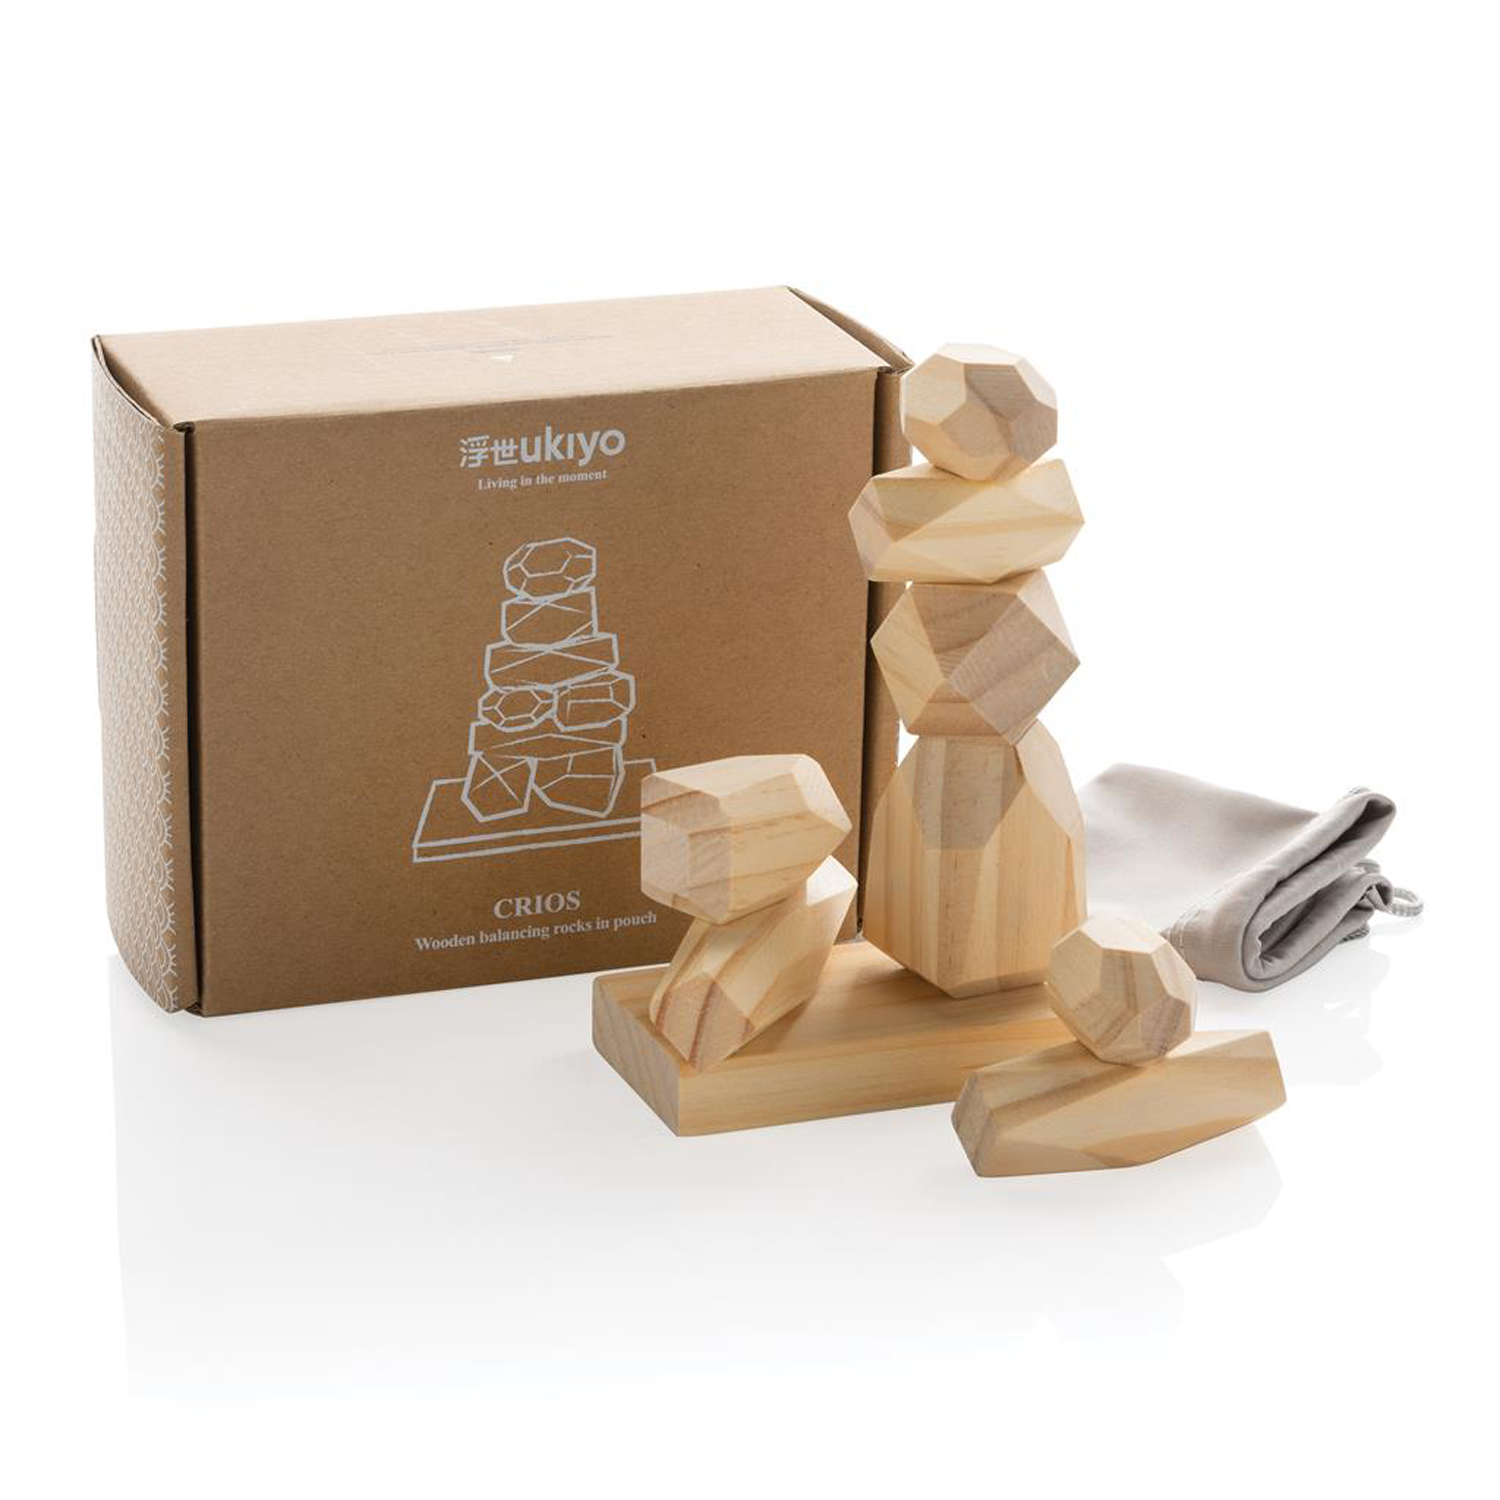 浮世ukiyo
Living in the moment
CRIOS
Wooden balancing rocks in pouch